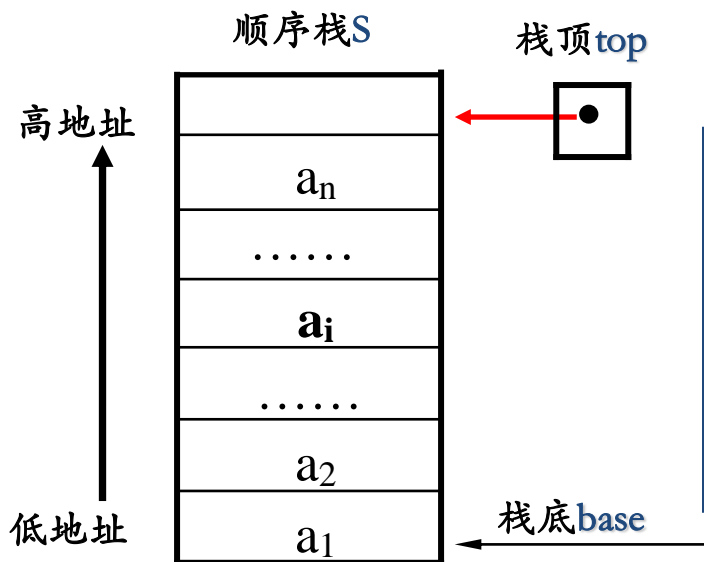 顺序栈S
栈顶top
高地址
an
......
ai
......
a2
栈底base
低地址
a1